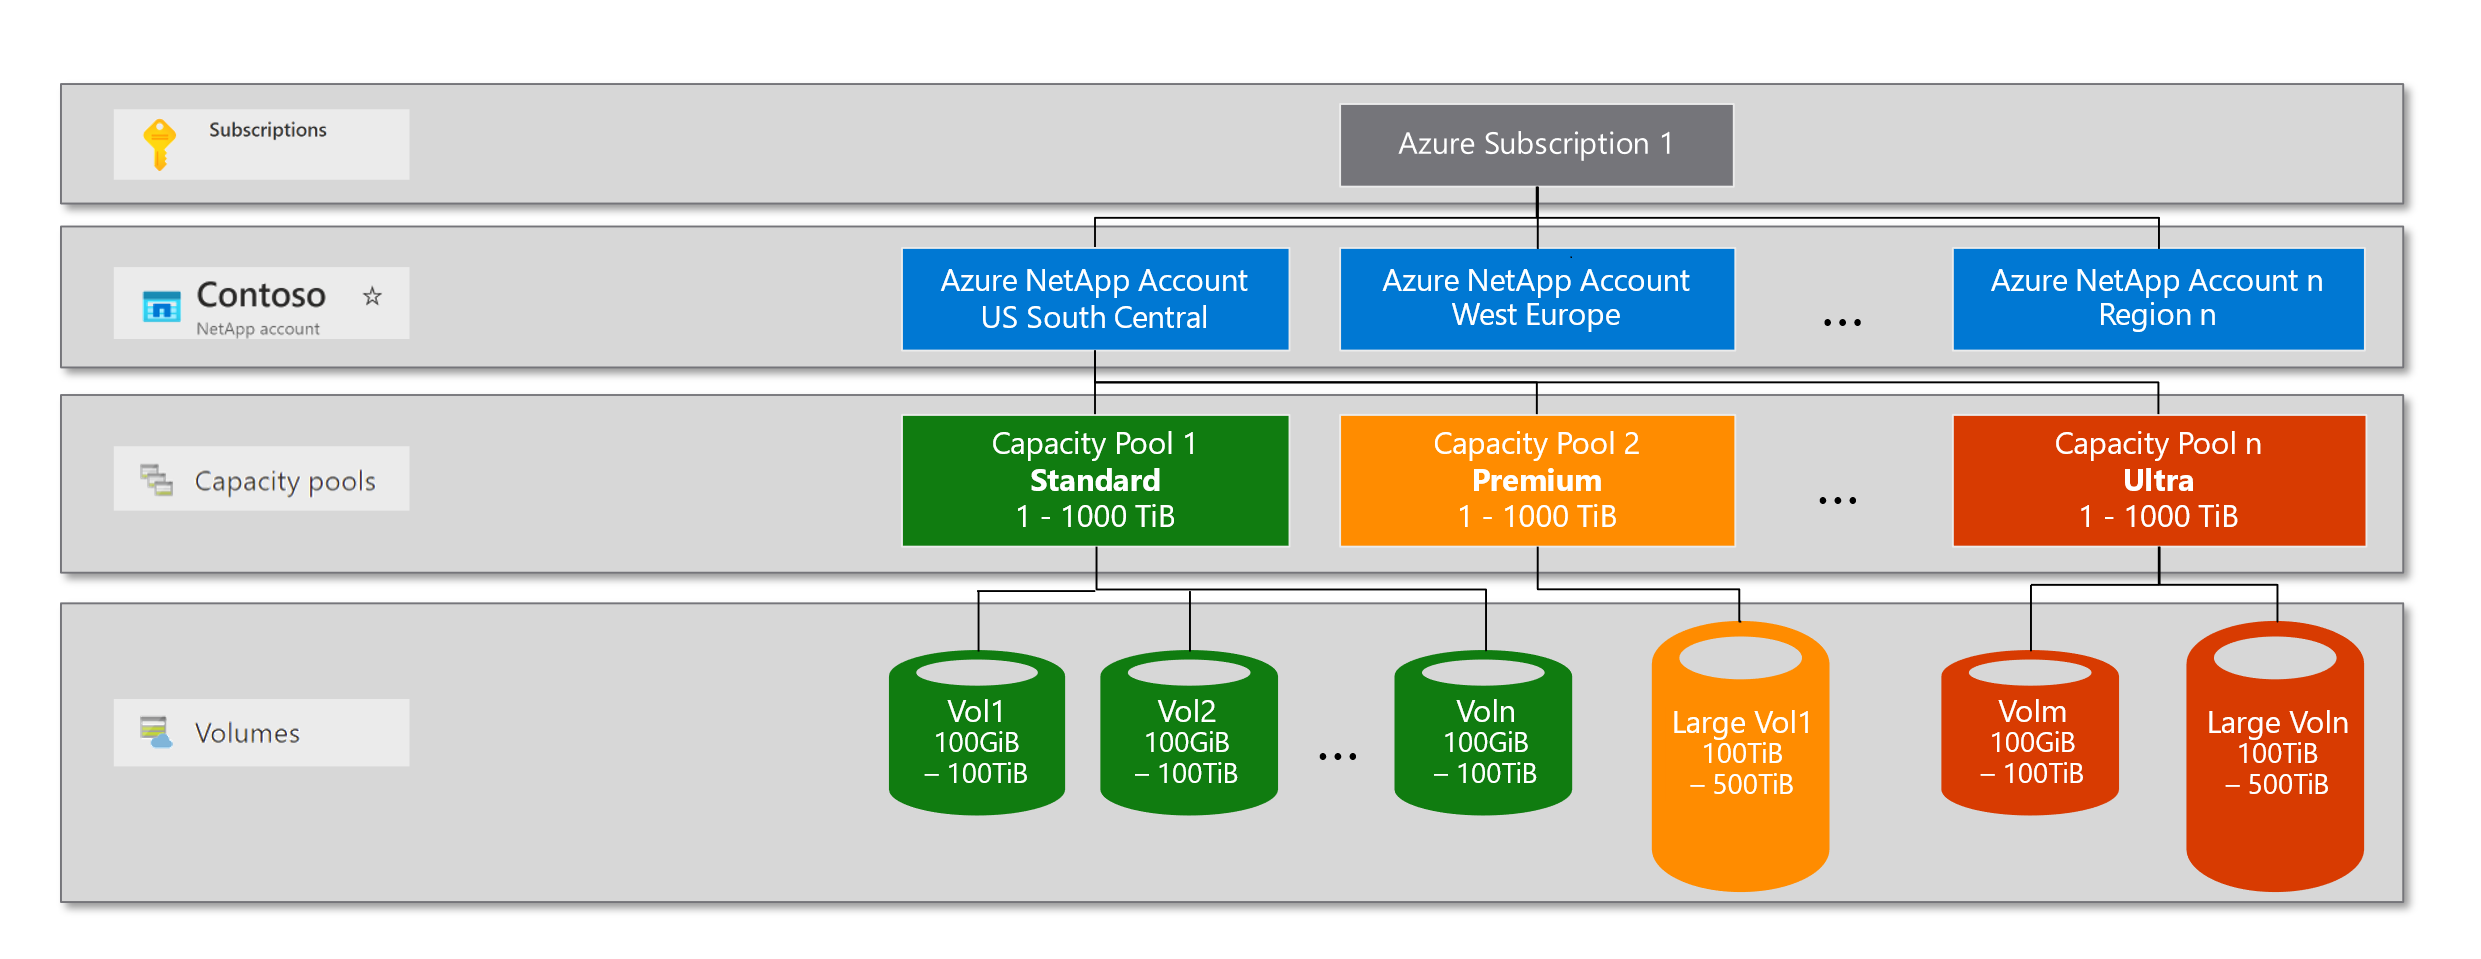 Subscriptions
Azure Subscription 1
Contoso
NetApp account
Azure NetApp Account
US South Central
Azure NetApp Account
West Europe
...
Azure NetApp Account n
Region n
Capacity pools
Capacity Pool 1
Standard
1 - 1000 TiB
Capacity Pool 2
Premium
1 - 1000 TiB
...
Capacity Pool n
Ultra
1 - 1000 TiB
Volumes
Vol1
100GiB
– 100TiB
Vol2
100GiB
– 100TiB
...
Voln
100GiB
– 100TiB
Large Vol1
100TiB
– 500TiB
Volm
100GiB
– 100TiB
Large Voln
100TiB
– 500TiB